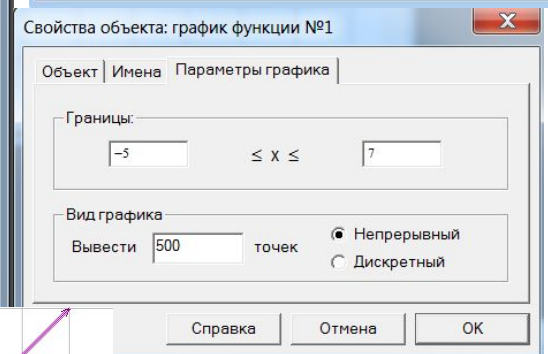 Свойства объекта: график функции №1
Объект Имена Параметры графика
Границы:
–5 ≤ x ≤ 7
Вид графика
Вывести 500 точек
Непрерывный
Дискретный
Справка Отмена OK